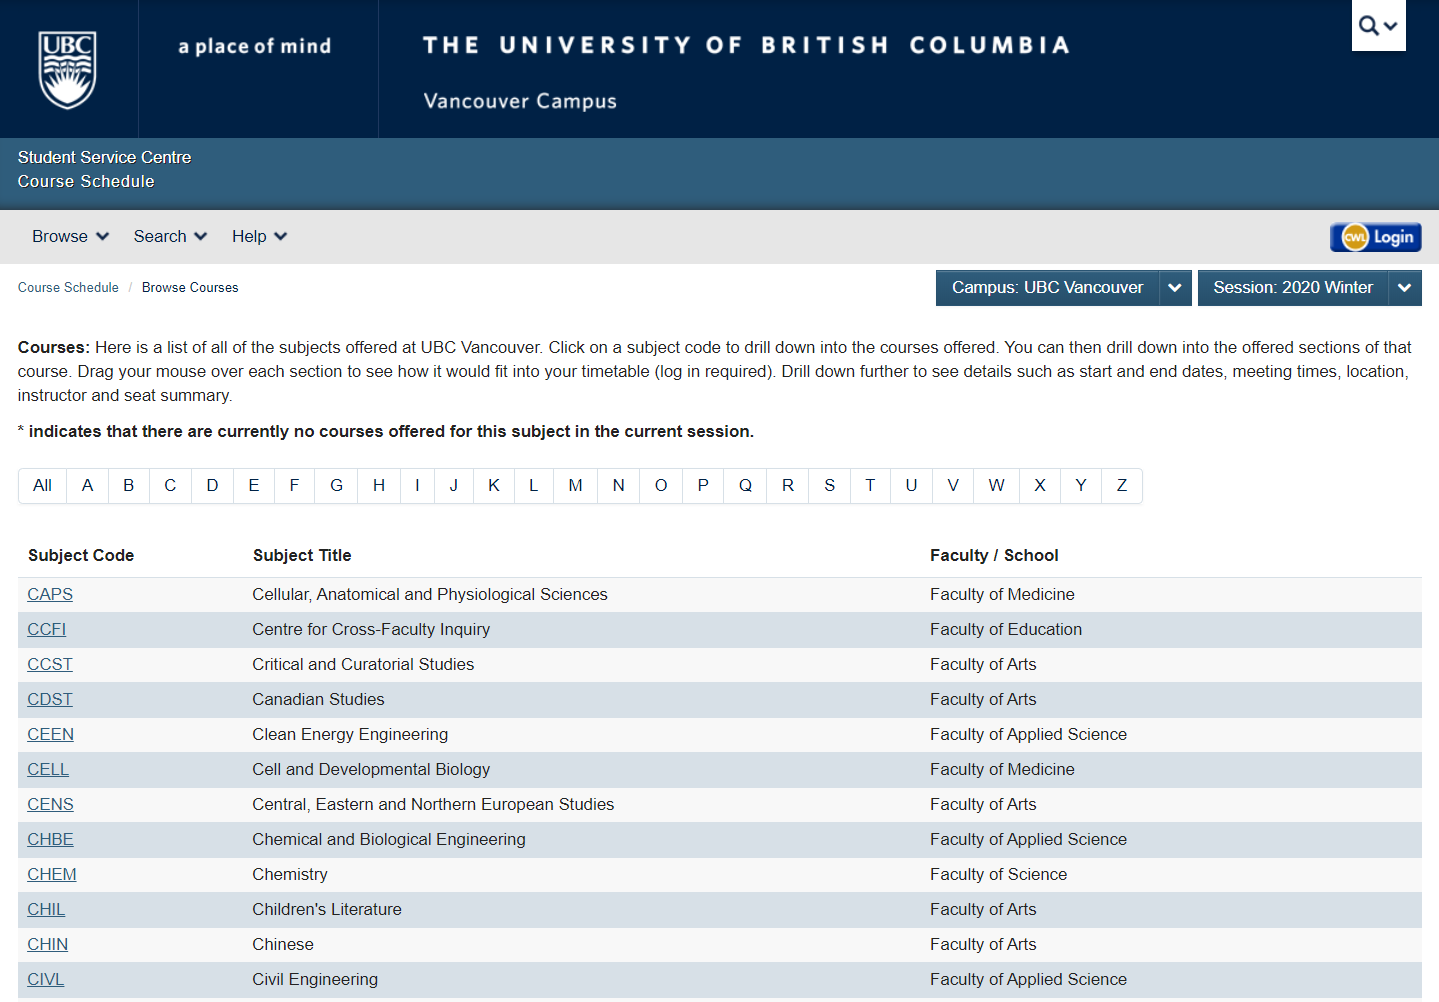 UBC
a place of mind
THE UNIVERSITY OF BRITISH COLUMBIA
Vancouver Campus
Student Service Centre
Course Schedule
Browse Search Help CWL Login
Course Schedule / Browse Courses Campus: UBC Vancouver Session: 2020 Winter
Courses: Here is a list of all of the subjects offered at UBC Vancouver. Click on a subject code to drill down into the courses offered. You can then drill down into the offered sections of that
course. Drag your mouse over each section to see how it would fit into your timetable (log in required). Drill down further to see details such as start and end dates, meeting times, location,
instructor and seat summary.
* indicates that there are currently no courses offered for this subject in the current session.
All A B C D E F G H I J K L M N O P Q R S T U V W X Y Z
Subject Code Subject Title Faculty / School
CAPS Cellular, Anatomical and Physiological Sciences Faculty of Medicine
CCFI Centre for Cross-Faculty Inquiry Faculty of Education
CCST Critical and Curatorial Studies Faculty of Arts
CDST Canadian Studies Faculty of Arts
CEEN Clean Energy Engineering Faculty of Applied Science
CELL Cell and Developmental Biology Faculty of Medicine
CENS Central, Eastern and Northern European Studies Faculty of Arts
CHBE Chemical and Biological Engineering Faculty of Applied Science
CHEM Chemistry Faculty of Science
CHIL Children's Literature Faculty of Arts
CHIN Chinese Faculty of Arts
CIVL Civil Engineering Faculty of Applied Science